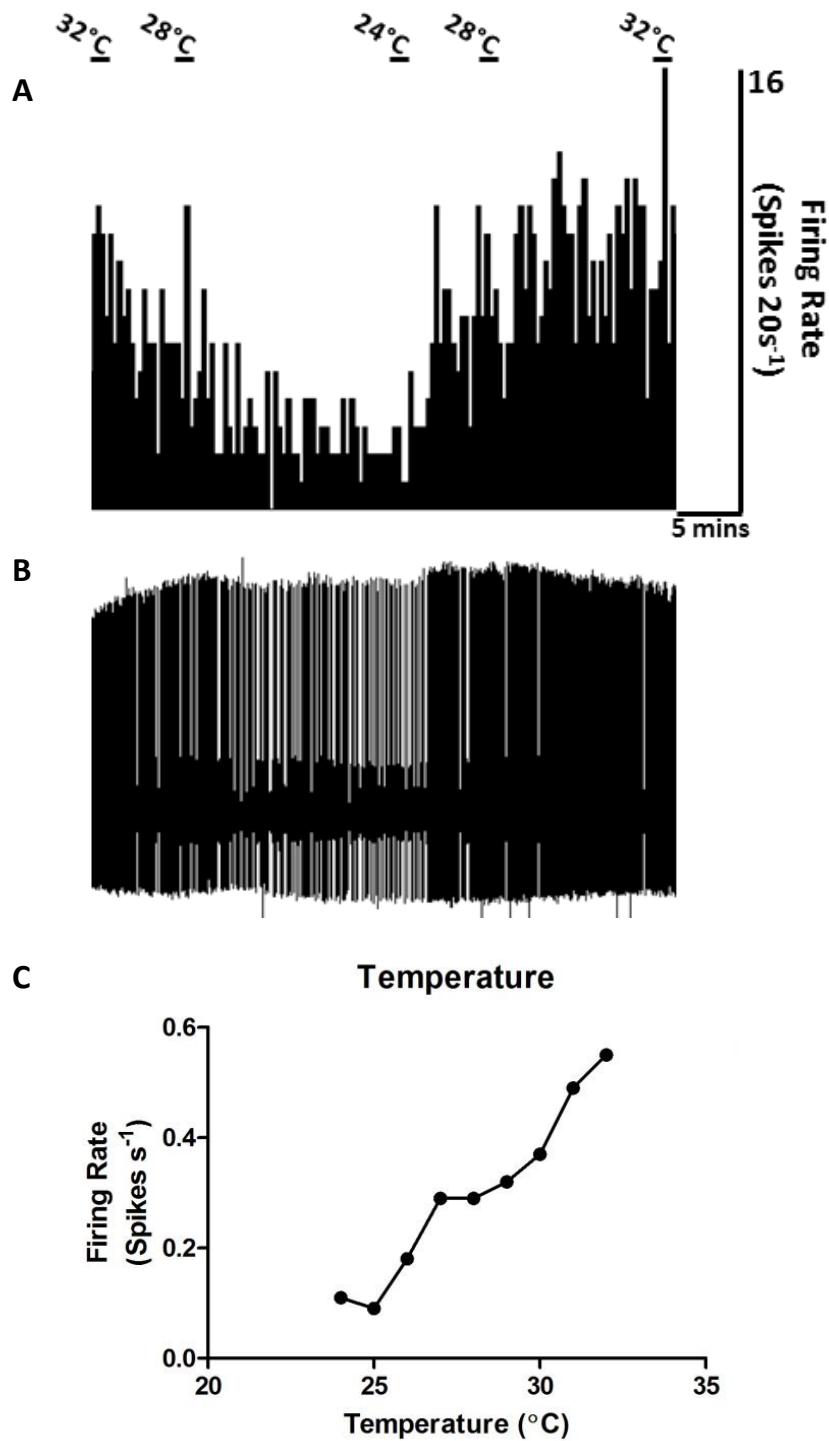 32°C 28°C 24°C 28°C 32°C
A
16
Firing Rate
(Spikes 20s⁻¹)
5 mins
B
C
Temperature
0.6
0.4
0.2
0.0
Firing Rate
(Spikes s⁻¹)
20 25 30 35
Temperature (°C)